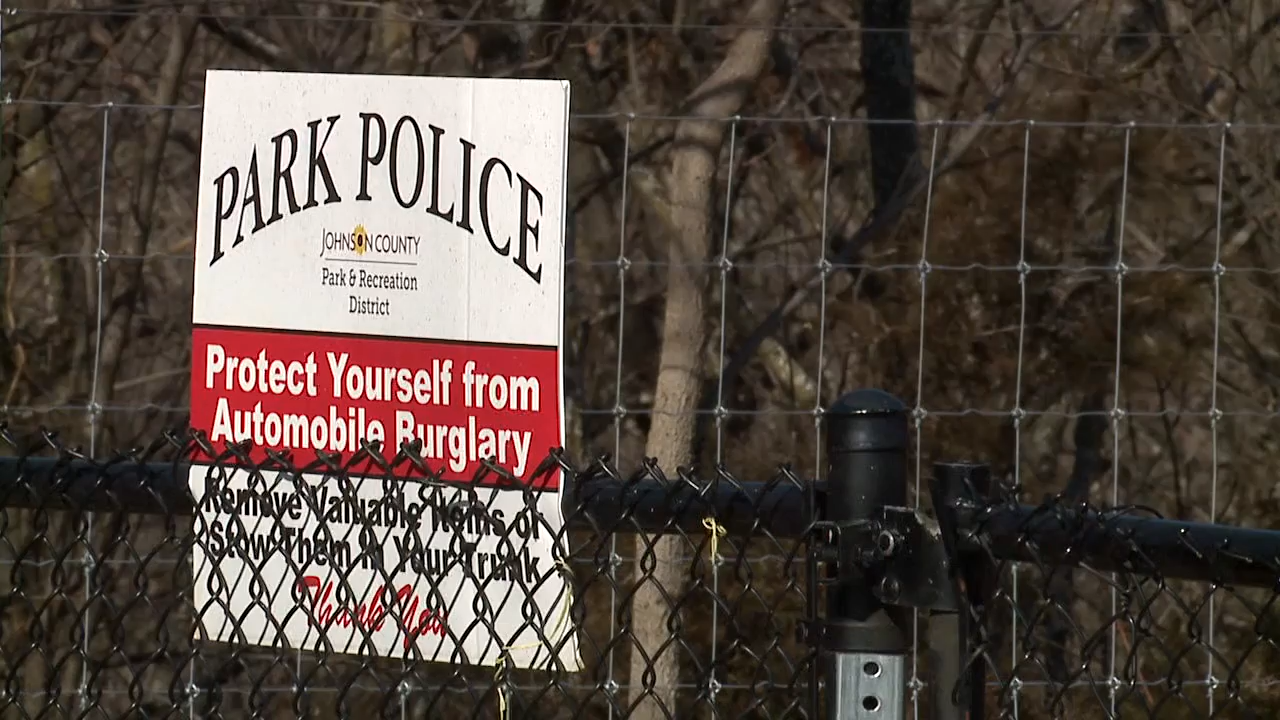 PARK POLICE
JOHNSON COUNTY
Park & Recreation
District
Protect Yourself from
Automobile Burglary
Remove Valuable Items or
Stow Them In Your Trunk
Thank You